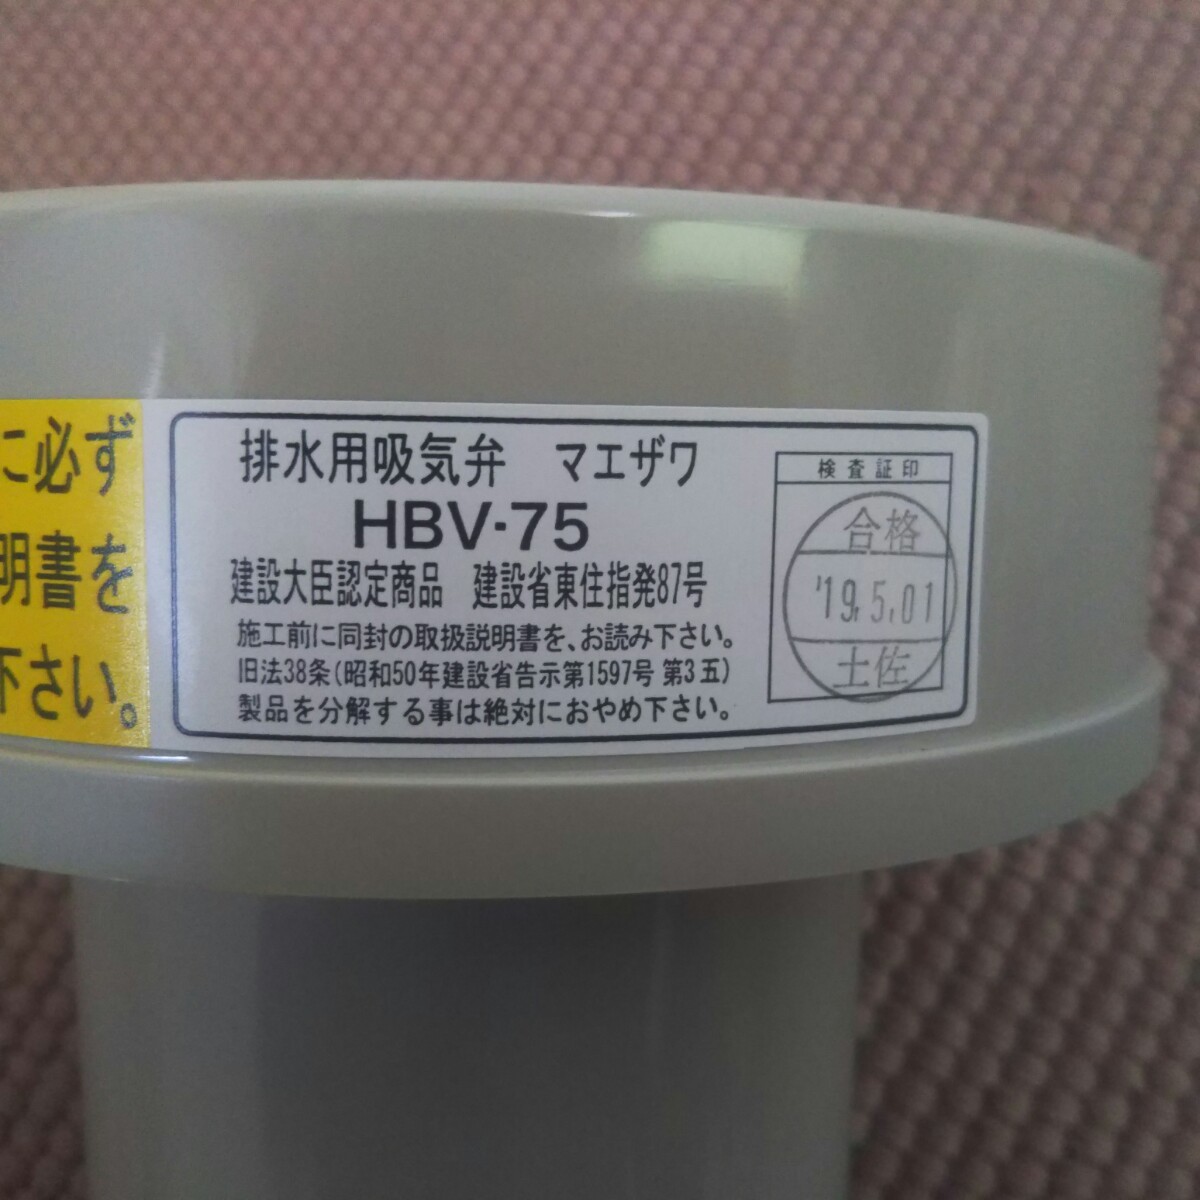 に必ず
明書を
下さい。
排水用吸気弁 マエザワ
HBV-75
建設大臣認定商品 建設省東住指発87号
施工前に同封の取扱説明書を、お読み下さい。
旧法38条(昭和50年建設省告示第1597号 第3五)
製品を分解する事は絶対におやめ下さい。
検査証印
合格
'19.5.01
土佐